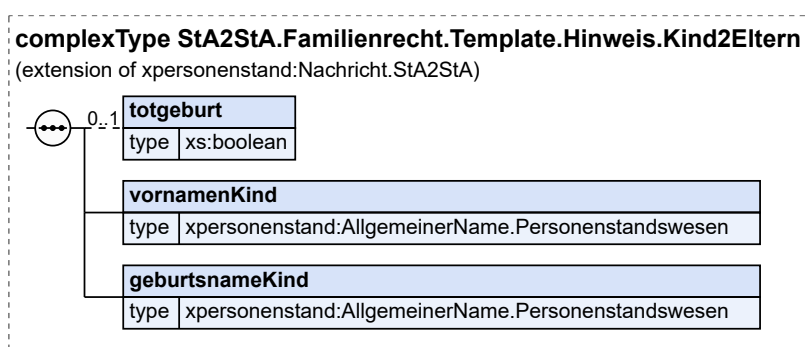 complexType StA2StA.Familienrecht.Template.Hinweis.Kind2Eltern
(extension of xpersonenstand:Nachricht.StA2StA)
0..1
totgeburt
type xs:boolean
vornamenKind
type xpersonenstand:AllgemeinerName.Personenstandswesen
geburtsnameKind
type xpersonenstand:AllgemeinerName.Personenstandswesen